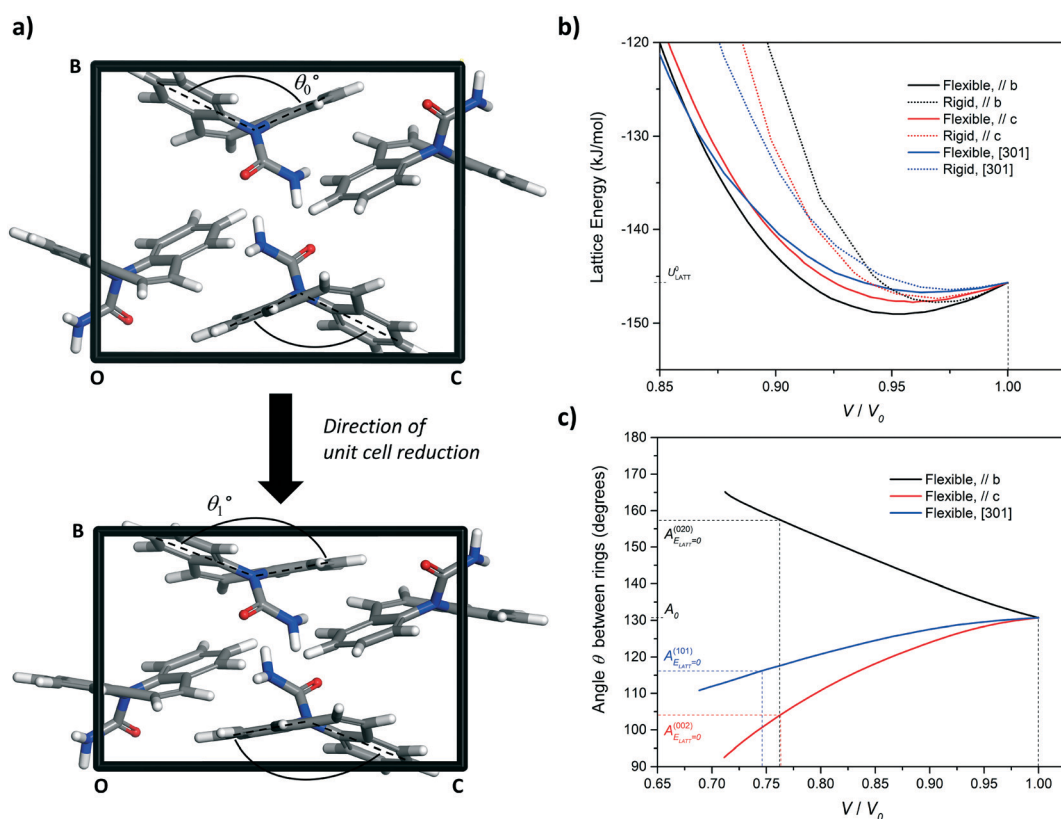 a)
B
θ₀°
O
C
Direction of
unit cell reduction
B
θ₁°
O
C
b)
Lattice Energy (kJ/mol)
-120
-130
-140
-150
U⁰LATT
Flexible, // b
Rigid, // b
Flexible, // c
Rigid, // c
Flexible, [301]
Rigid, [301]
0.85 0.90 0.95 1.00
V / V₀
c)
Angle θ between rings (degrees)
180
170
160
150
140
130
120
110
100
90
A(020)E_LATT=0
A₀
A(101)E_LATT=0
A(002)E_LATT=0
Flexible, // b
Flexible, // c
Flexible, [301]
0.65 0.70 0.75 0.80 0.85 0.90 0.95 1.00
V / V₀